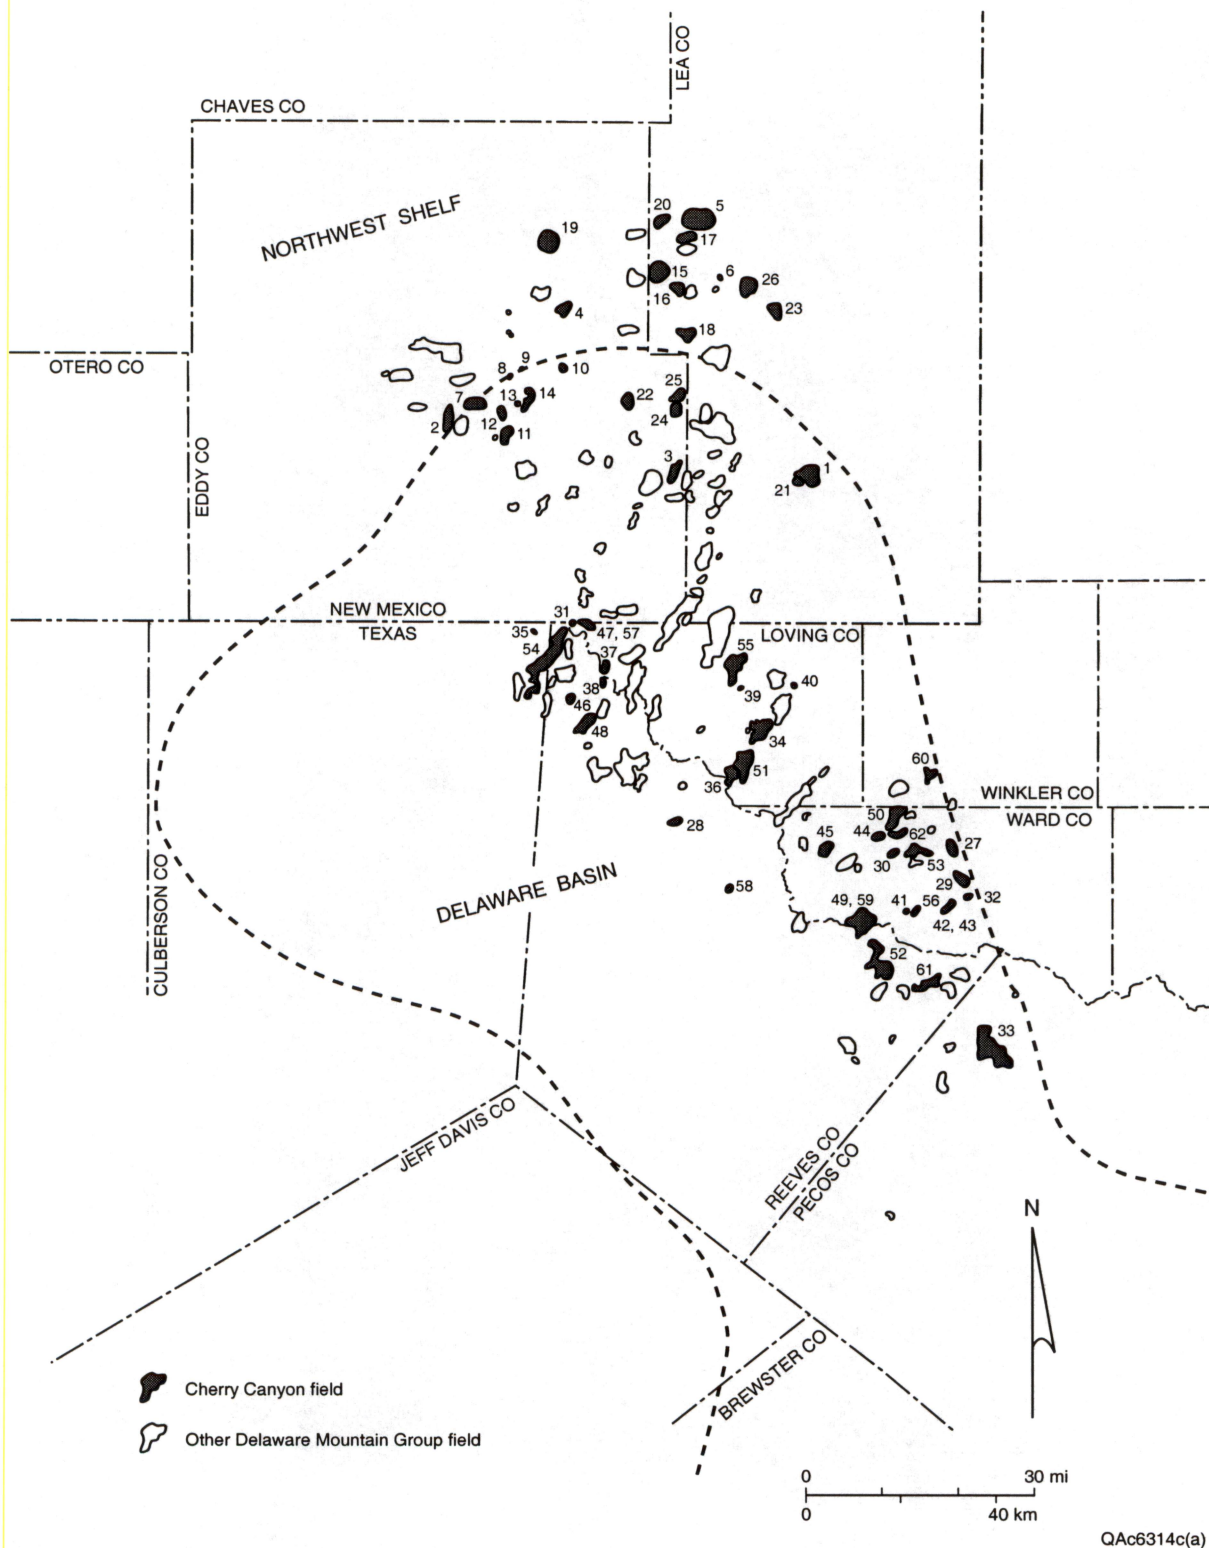 LEA CO
CHAVES CO
NORTHWEST SHELF
20
5
19
17
15
6
26
16
4
23
18
OTERO CO
9
8
10
25
7
13
14
22
24
2
12
11
3
1
21
EDDY CO
NEW MEXICO
31
35
TEXAS
47, 57
LOVING CO
54
37
55
38
39
40
46
48
34
51
60
36
WINKLER CO
50
WARD CO
28
45
44
62
27
30
53
DELAWARE BASIN
58
29
32
49, 59
41
56
42, 43
CULBERSON CO
52
61
33
JEFF DAVIS CO
REEVES CO
PECOS CO
N
BREWSTER CO
Cherry Canyon field
Other Delaware Mountain Group field
0
30 mi
0
40 km
QAc6314c(a)